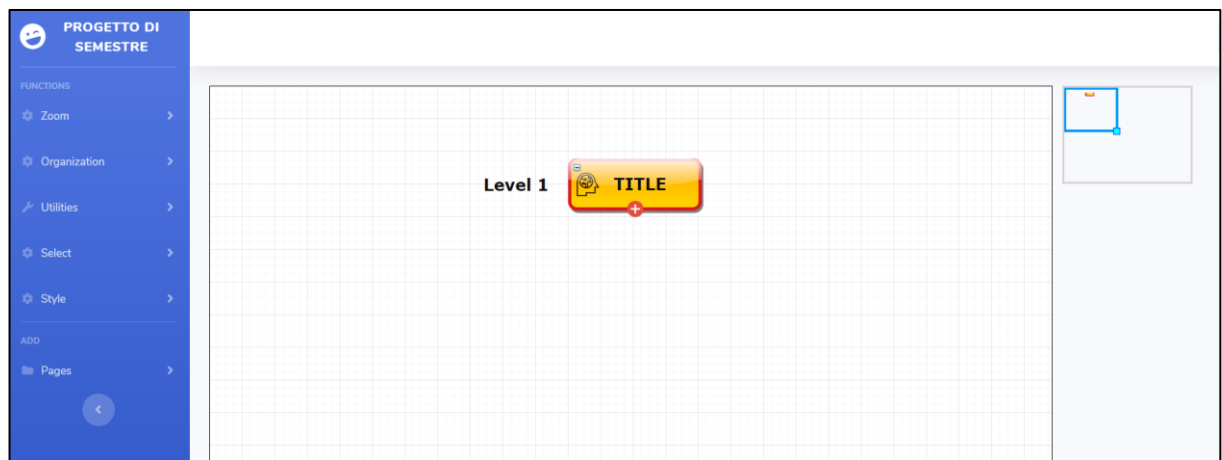 PROGETTO DI
SEMESTRE
FUNCTIONS
Zoom
Organization
Utilities
Select
Style
ADD
Pages
Level 1
TITLE